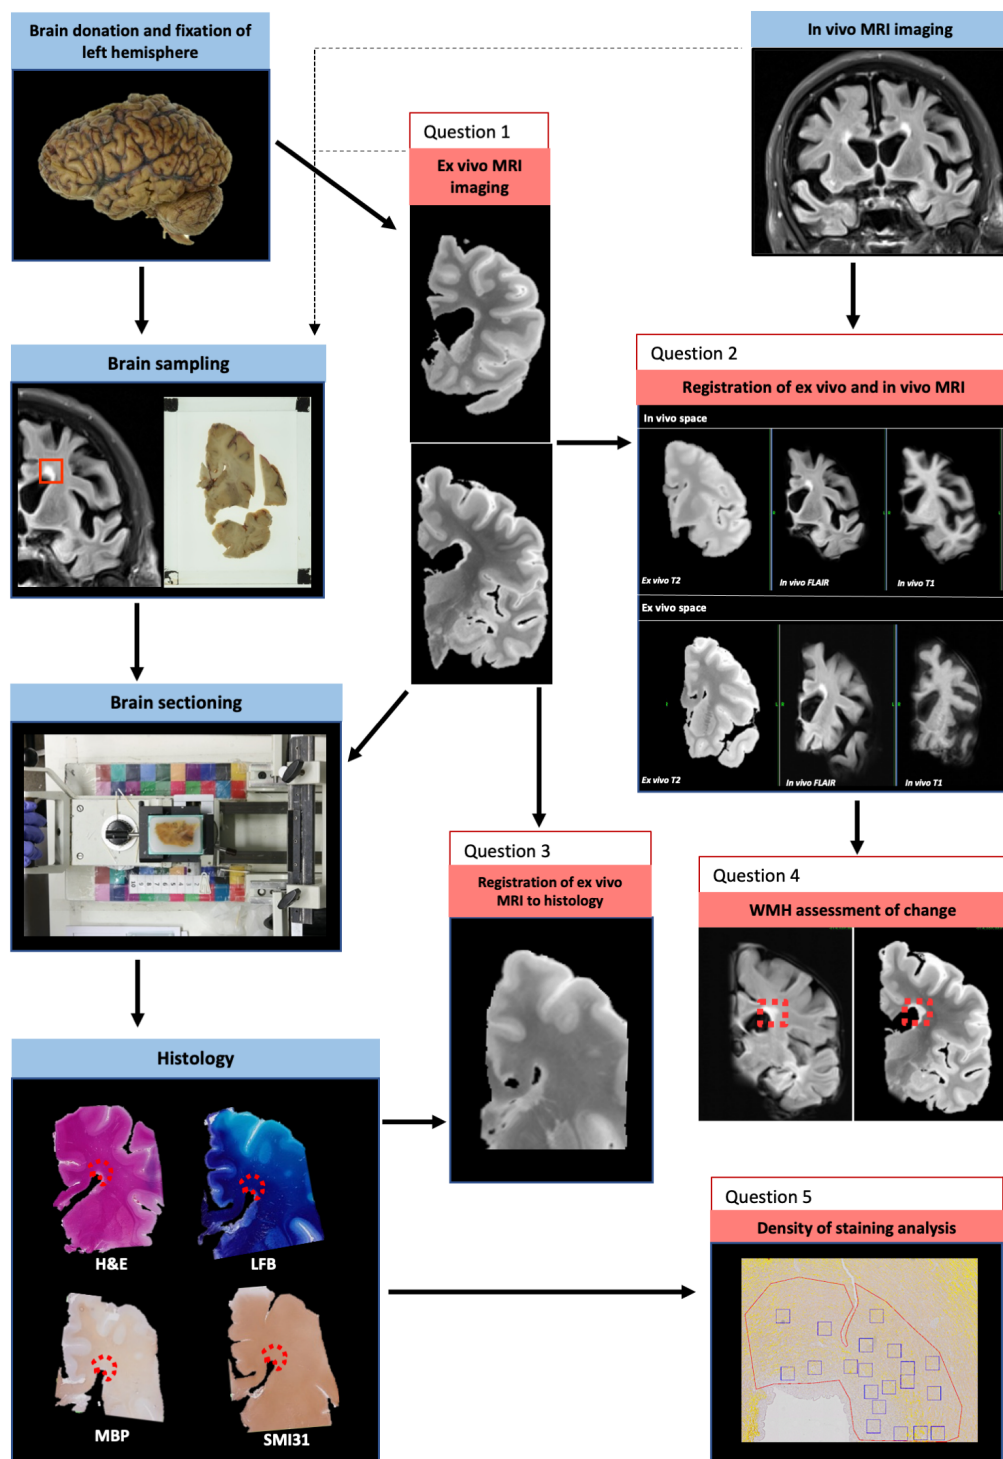 Brain donation and fixation of
left hemisphere
In vivo MRI imaging
Question 1
Ex vivo MRI
imaging
Brain sampling
Question 2
Registration of ex vivo and in vivo MRI
In vivo space
Ex vivo T2
In vivo FLAIR
In vivo T1
Ex vivo space
Ex vivo T2
In vivo FLAIR
In vivo T1
Brain sectioning
Question 3
Registration of ex vivo
MRI to histology
Question 4
WMH assessment of change
Histology
H&E
LFB
MBP
SMI31
Question 5
Density of staining analysis